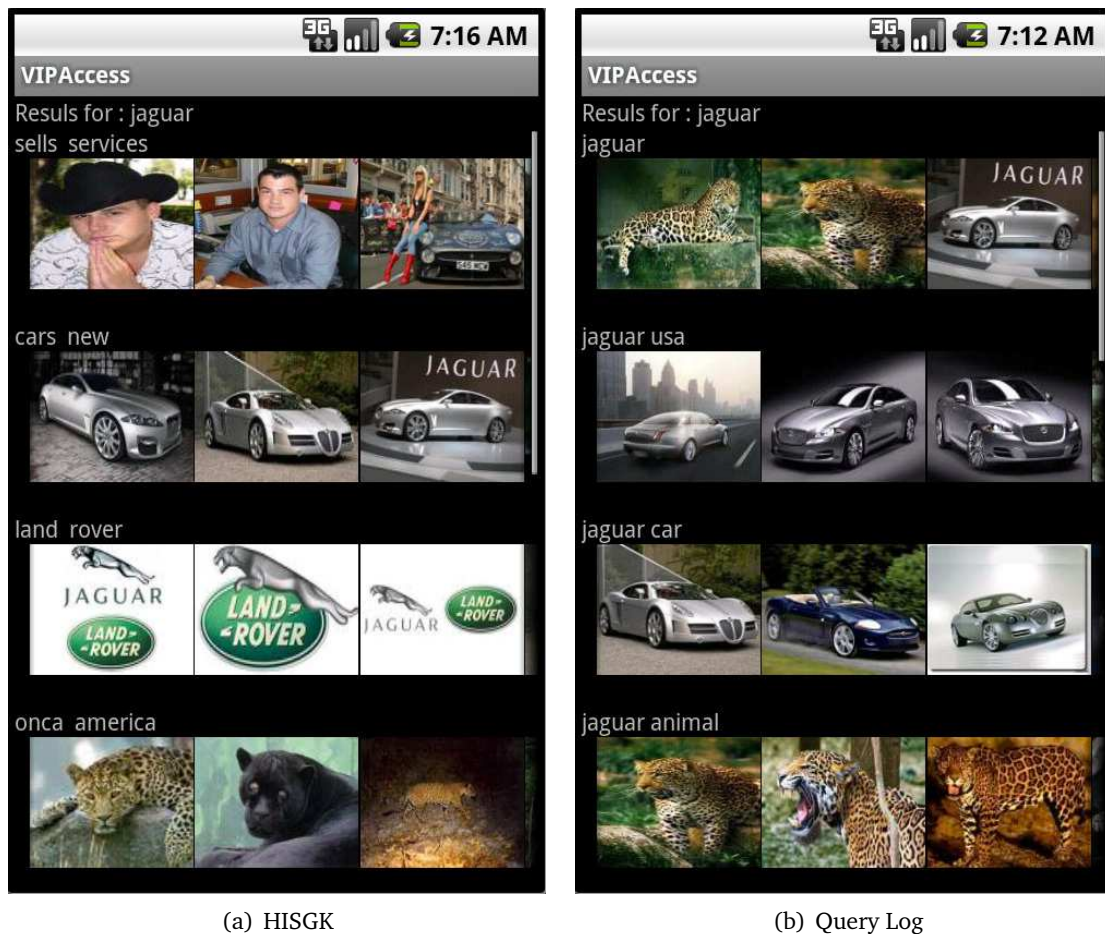 3G 7:16 AM
VIPAccess
Resuls for : jaguar
sells services
cars new
JAGUAR
land rover
JAGUAR
LAND-
-ROVER
LAND-
-ROVER
JAGUAR
LAND-
-ROVER
onca america
(a) HISGK
3G 7:12 AM
VIPAccess
Resuls for : jaguar
jaguar
JAGUAR
jaguar usa
jaguar car
jaguar animal
(b) Query Log